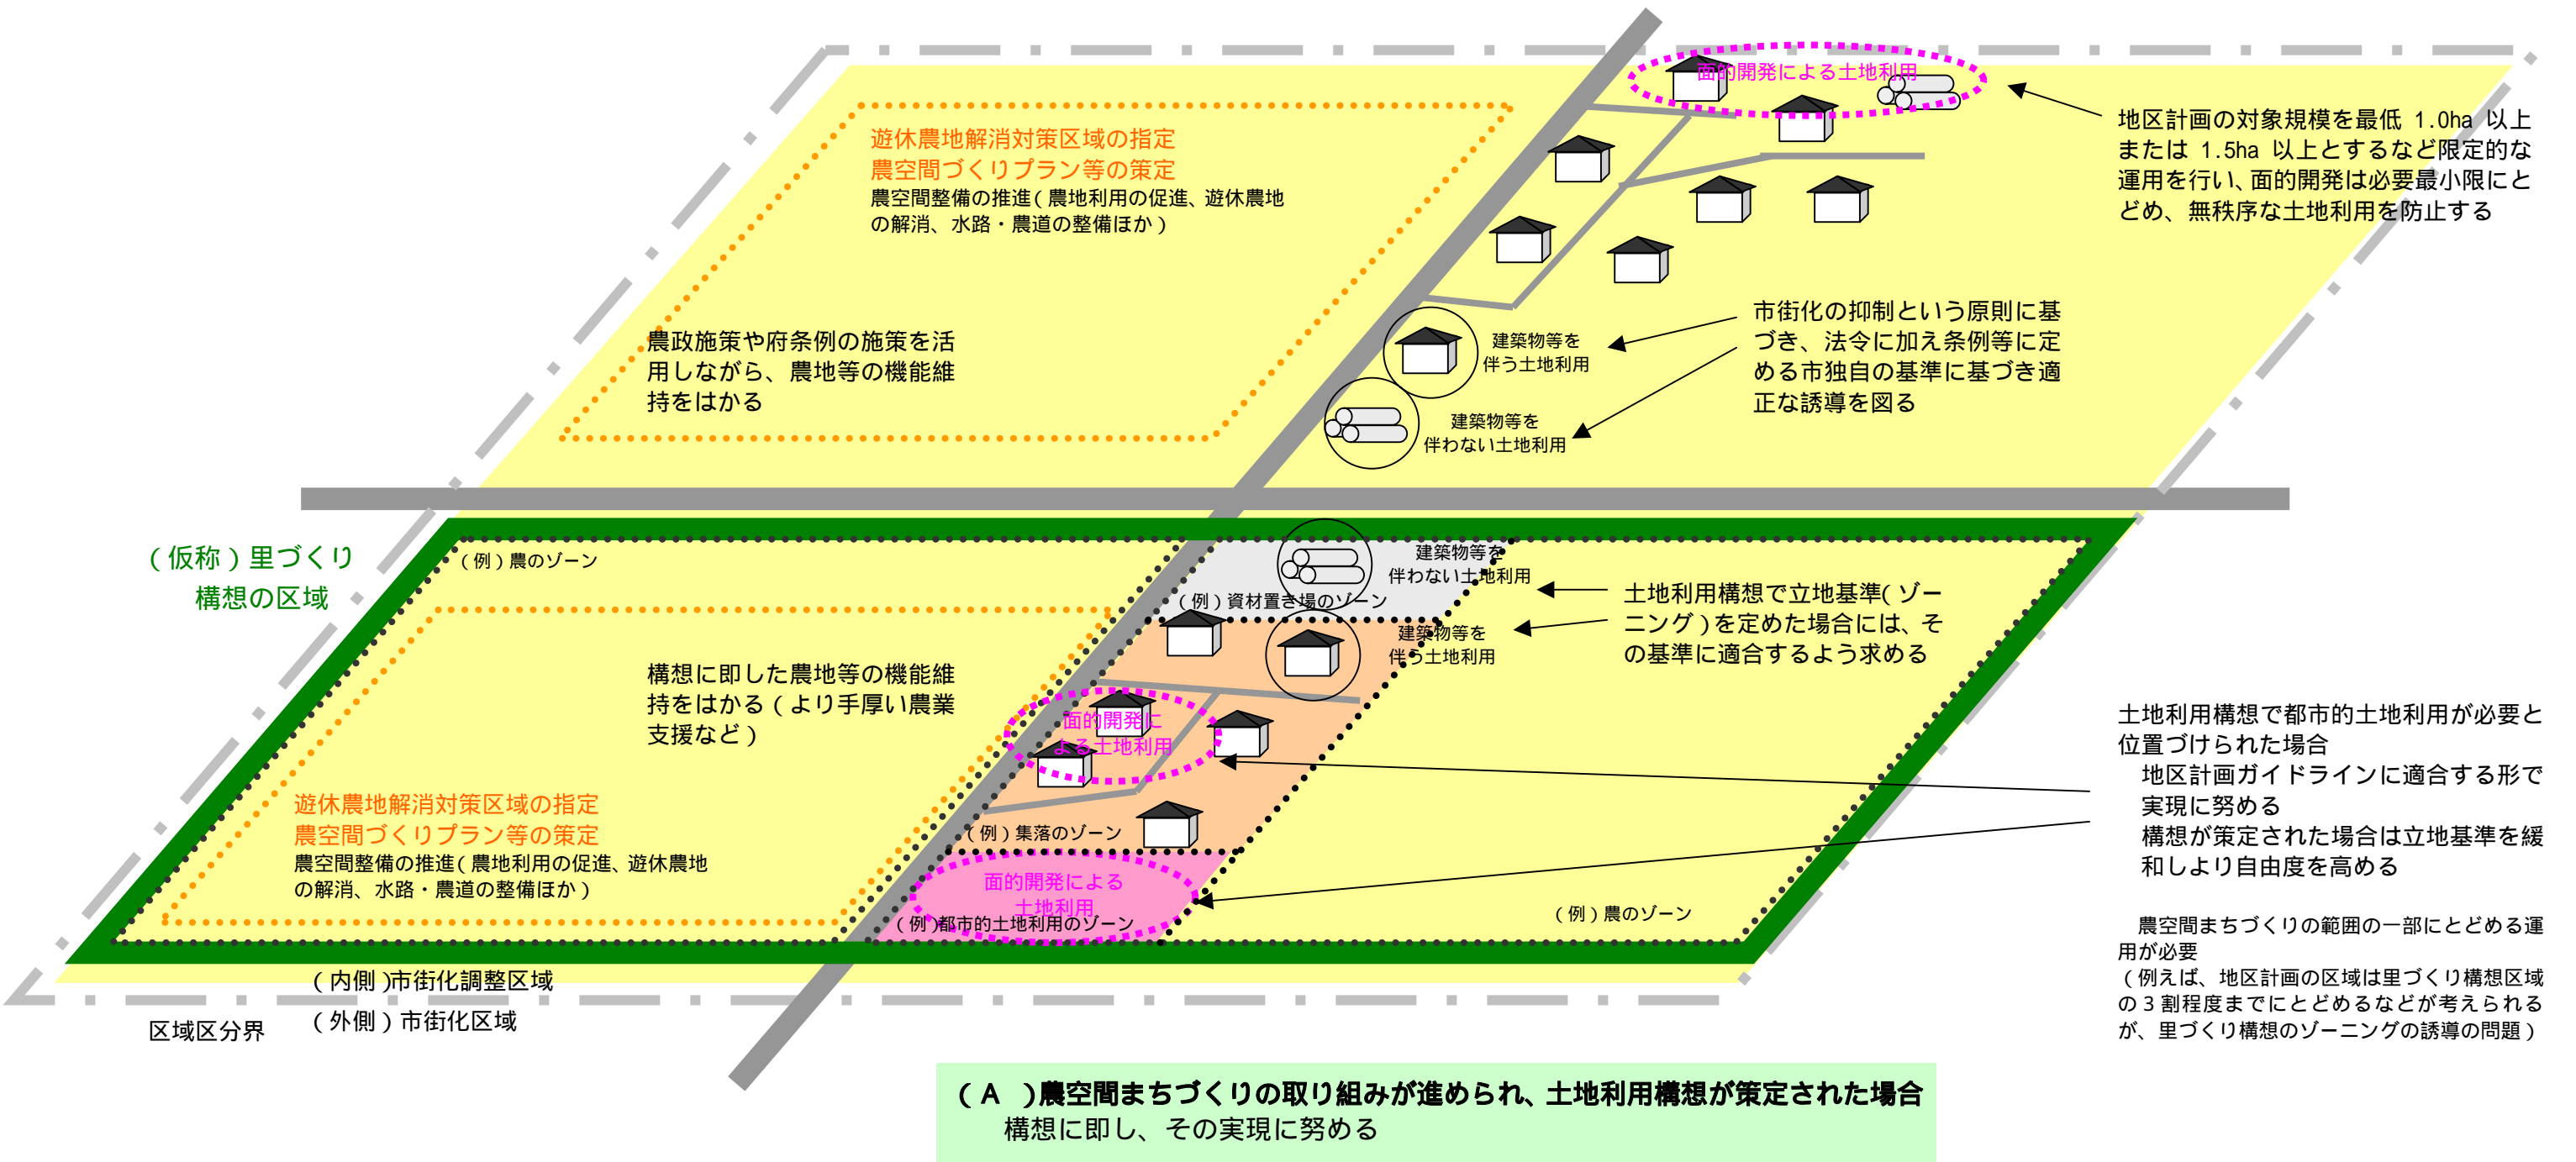 面的開発による土地利用
地区計画の対象規模を最低 1.0ha 以上
または 1.5ha 以上とするなど限定的な
運用を行い、面的開発は必要最小限にと
どめ、無秩序な土地利用を防止する
遊休農地解消対策区域の指定
農空間づくりプラン等の策定
農空間整備の推進(農地利用の促進、遊休農地
の解消、水路・農道の整備ほか)
農政施策や府条例の施策を活
用しながら、農地等の機能維
持をはかる
建築物等を
伴う土地利用
建築物等を
伴わない土地利用
市街化の抑制という原則に基
づき、法令に加え条例等に定
める市独自の基準に基づき適
正な誘導を図る
(仮称)里づくり
構想の区域
(例)農のゾーン
建築物等を
伴わない土地利用
(例)資材置き場のゾーン
建築物等を
伴う土地利用
土地利用構想で立地基準(ゾー
ニング)を定めた場合には、そ
の基準に適合するよう求める
構想に即した農地等の機能維
持をはかる(より手厚い農業
支援など)
面的開発に
よる土地利用
遊休農地解消対策区域の指定
農空間づくりプラン等の策定
農空間整備の推進(農地利用の促進、遊休農地
の解消、水路・農道の整備ほか)
(例)集落のゾーン
面的開発による
土地利用
(例)都市的土地利用のゾーン
(例)農のゾーン
土地利用構想で都市的土地利用が必要と
位置づけられた場合
地区計画ガイドラインに適合する形で
実現に努める
構想が策定された場合は立地基準を緩
和しより自由度を高める
農空間まちづくりの範囲の一部にとどめる運
用が必要
(例えば、地区計画の区域は里づくり構想区域
の3割程度までにとどめるなどが考えられる
が、里づくり構想のゾーニングの誘導の問題)
(内側)市街化調整区域
区域区分界
(外側)市街化区域
(A)農空間まちづくりの取り組みが進められ、土地利用構想が策定された場合
構想に即し、その実現に努める